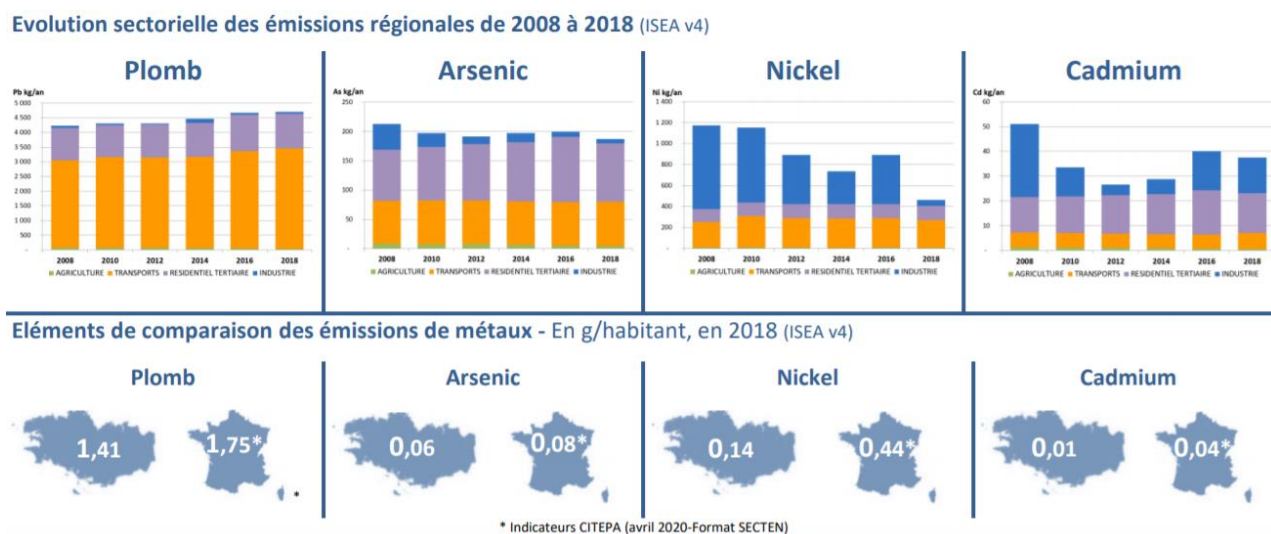 Evolution sectorielle des émissions régionales de 2008 à 2018 (ISEA v4)
Plomb
Pb kg/an
5 000
4 500
4 000
3 500
3 000
2 500
2 000
1 500
1 000
500
-
2008 2010 2012 2014 2016 2018
AGRICULTURE TRANSPORTS RESIDENTIEL TERTIAIRE INDUSTRIE
Arsenic
As kg/an
250
200
150
100
50
-
2008 2010 2012 2014 2016 2018
AGRICULTURE TRANSPORTS RESIDENTIEL TERTIAIRE INDUSTRIE
Nickel
Ni kg/an
1 400
1 200
1 000
800
600
400
200
-
2008 2010 2012 2014 2016 2018
AGRICULTURE TRANSPORTS RESIDENTIEL TERTIAIRE INDUSTRIE
Cadmium
Cd kg/an
60
50
40
30
20
10
-
2008 2010 2012 2014 2016 2018
AGRICULTURE TRANSPORTS RESIDENTIEL TERTIAIRE INDUSTRIE
Eléments de comparaison des émissions de métaux - En g/habitant, en 2018 (ISEA v4)
Plomb
1,41 1,75*
*
Arsenic
0,06 0,08*
Nickel
0,14 0,44*
Cadmium
0,01 0,04*
* Indicateurs CITEPA (avril 2020-Format SECTEN)